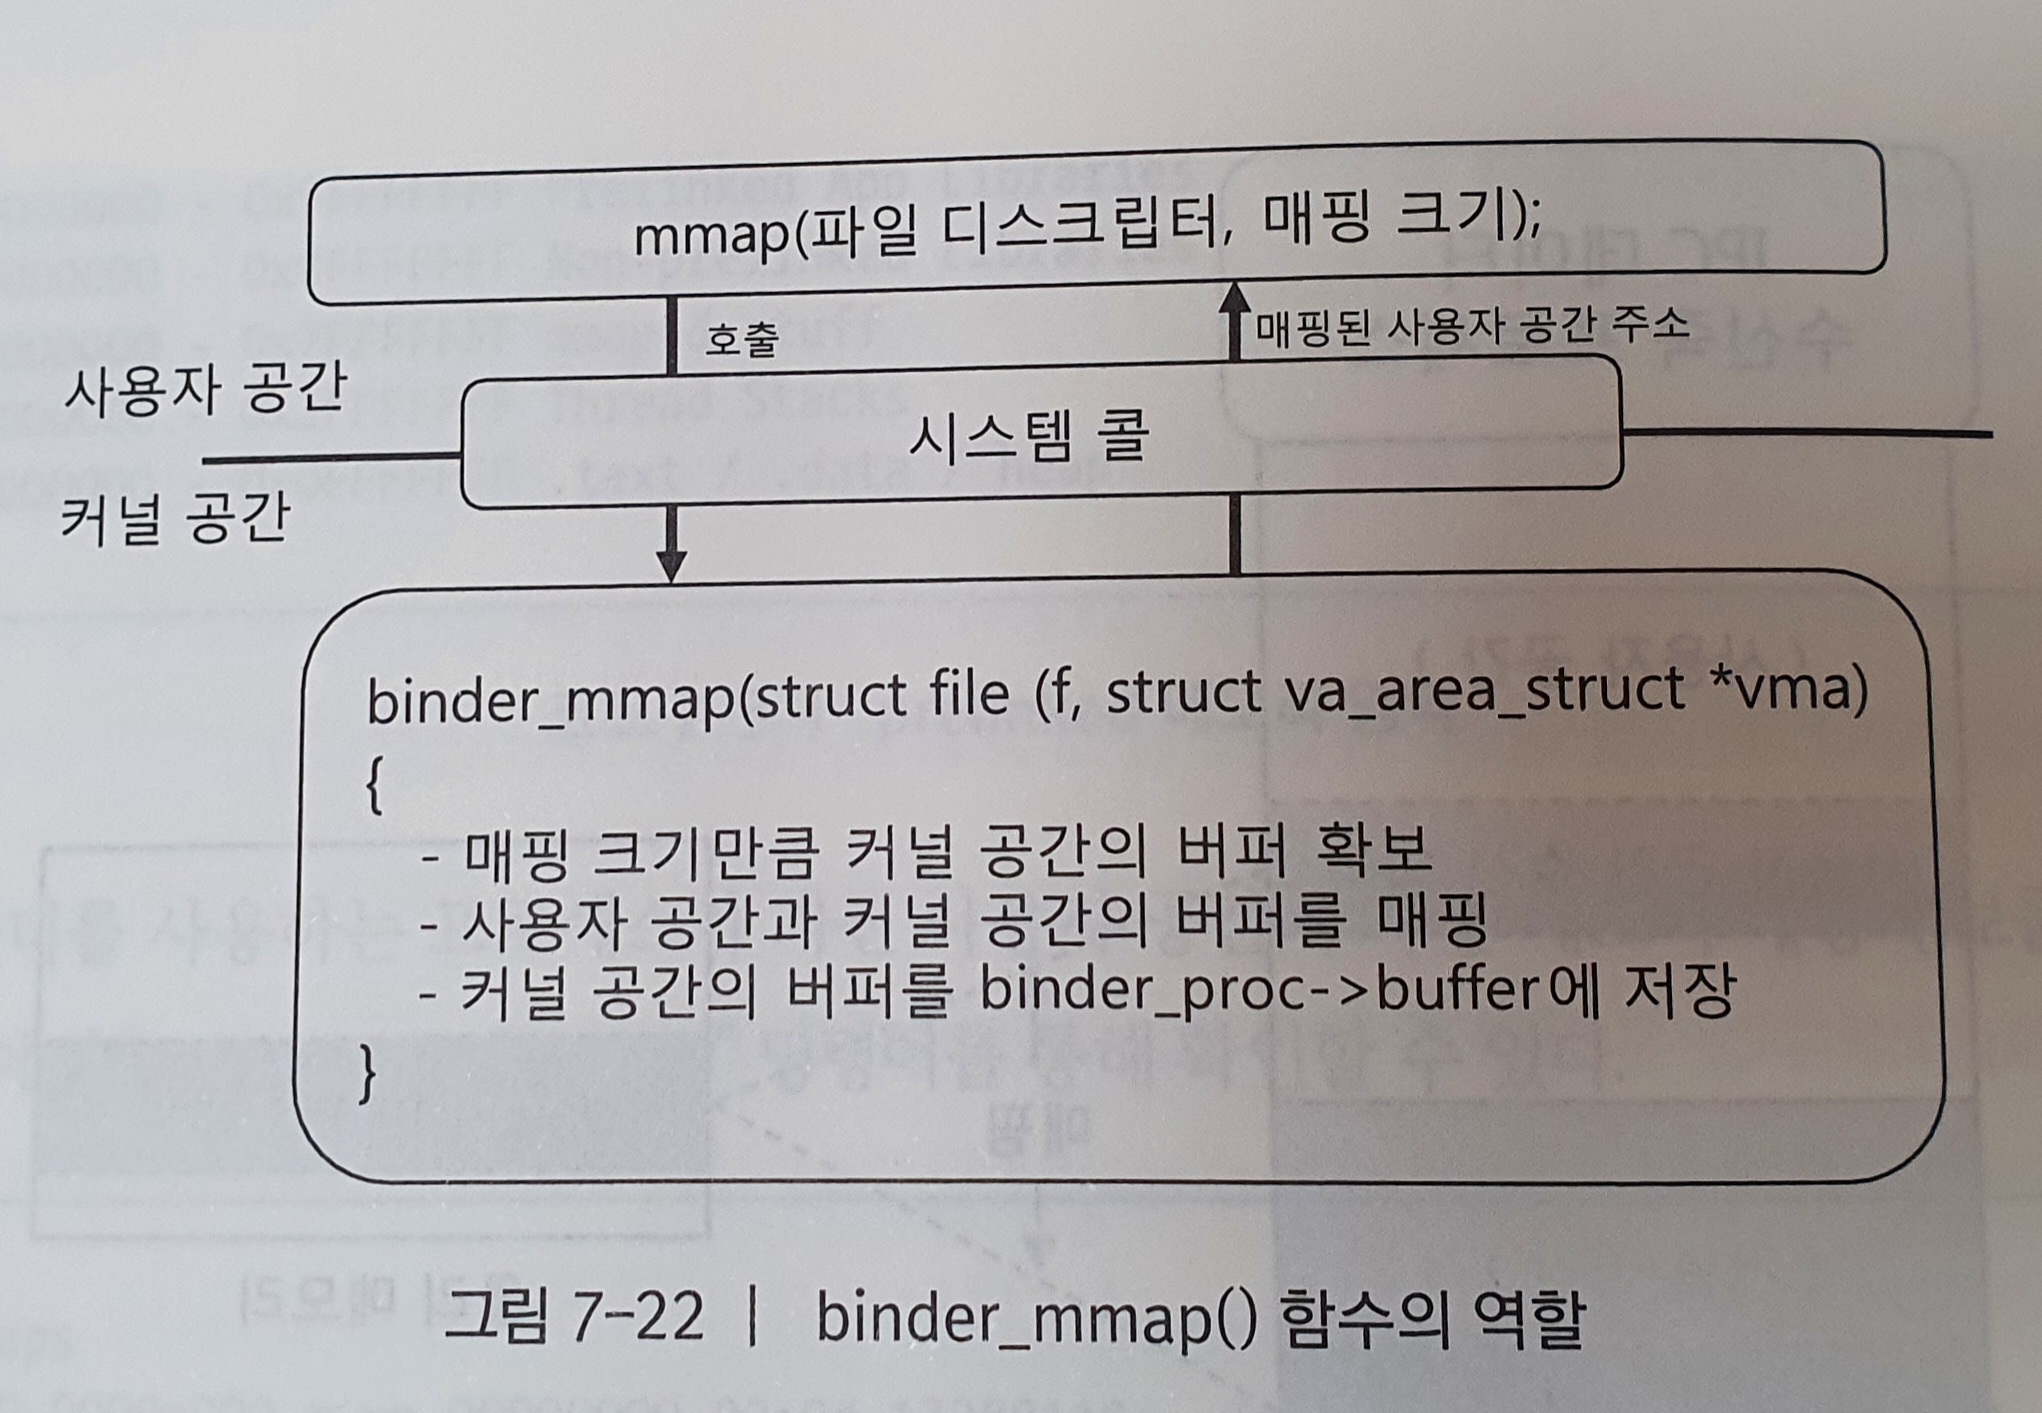 mmap(파일 디스크립터, 매핑 크기);
호출
매핑된 사용자 공간 주소
사용자 공간
시스템 콜
커널 공간
binder_mmap(struct file (f, struct va_area_struct *vma)
{
- 매핑 크기만큼 커널 공간의 버퍼 확보
- 사용자 공간과 커널 공간의 버퍼를 매핑
- 커널 공간의 버퍼를 binder_proc->buffer에 저장
}
그림 7-22 | binder_mmap() 함수의 역할